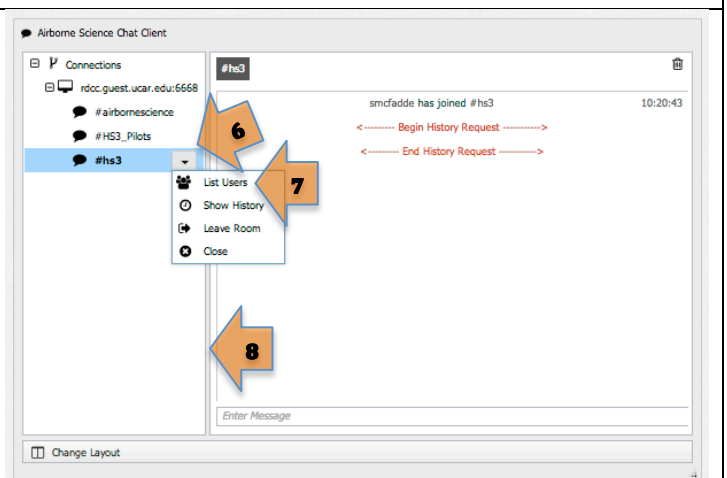 Airborne Science Chat Client
Connections
rdcc.guest.ucar.edu:6668
#airbornescience
#HS3_Pilots
#hs3
6
List Users
7
Show History
Leave Room
Close
8
#hs3
smcfadde has joined #hs3 10:20:43
<--------- Begin History Request ----------->
<--------- End History Request ----------->
Enter Message
Change Layout